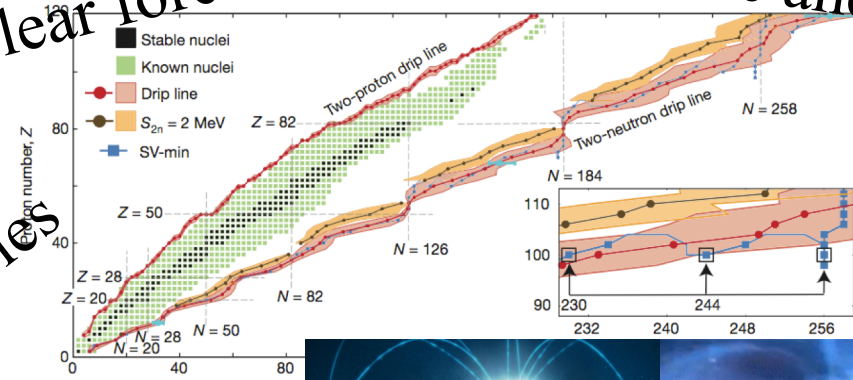 lear for
120
Stable nuclei
Known nuclei
Drip line
S2n = 2 MeV
SV-min
Two-proton drip line
Z = 82
N = 258
Two-neutron drip line
80
Proton number, Z
N = 184
Z = 50
110
100
90
230
244
232
240
248
256
ies
40
N = 126
Z = 28
Z = 20
N = 82
N = 50
N = 28
N = 20
0
0
40
80